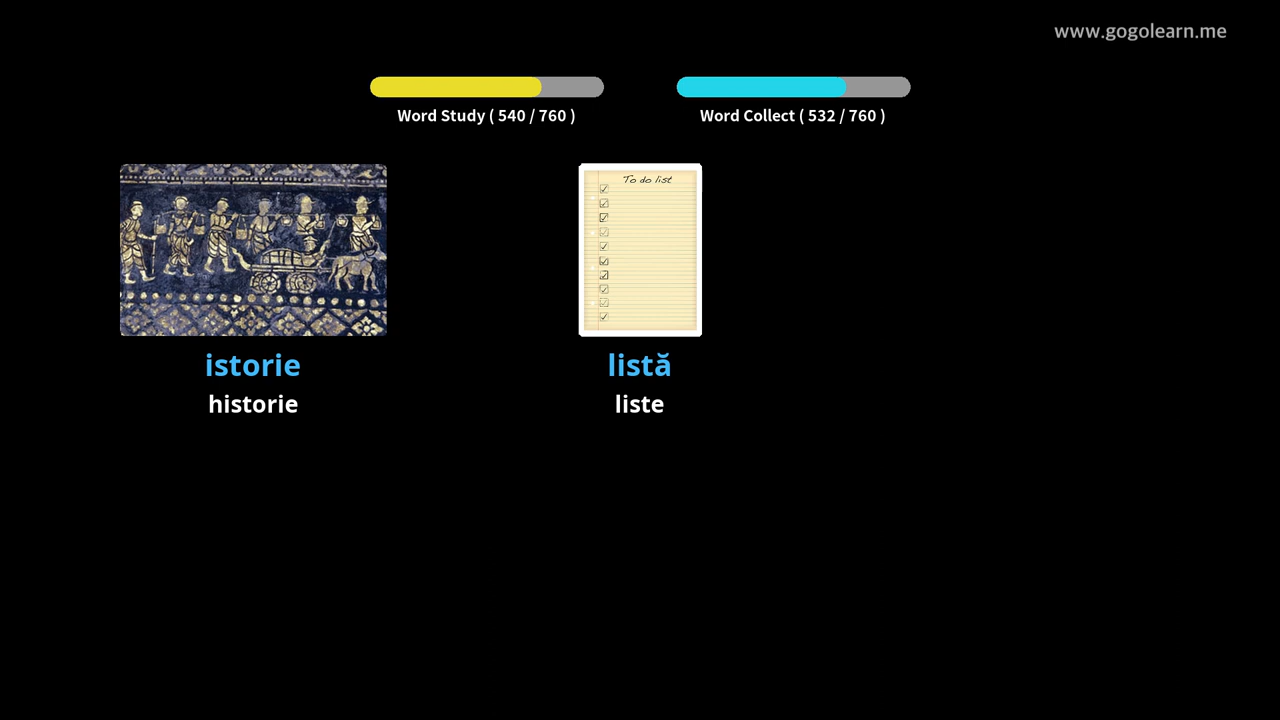 www.gogolearn.me
Word Study ( 540 / 760 )
Word Collect ( 532 / 760 )
To do list
istorie
listă
historie
liste